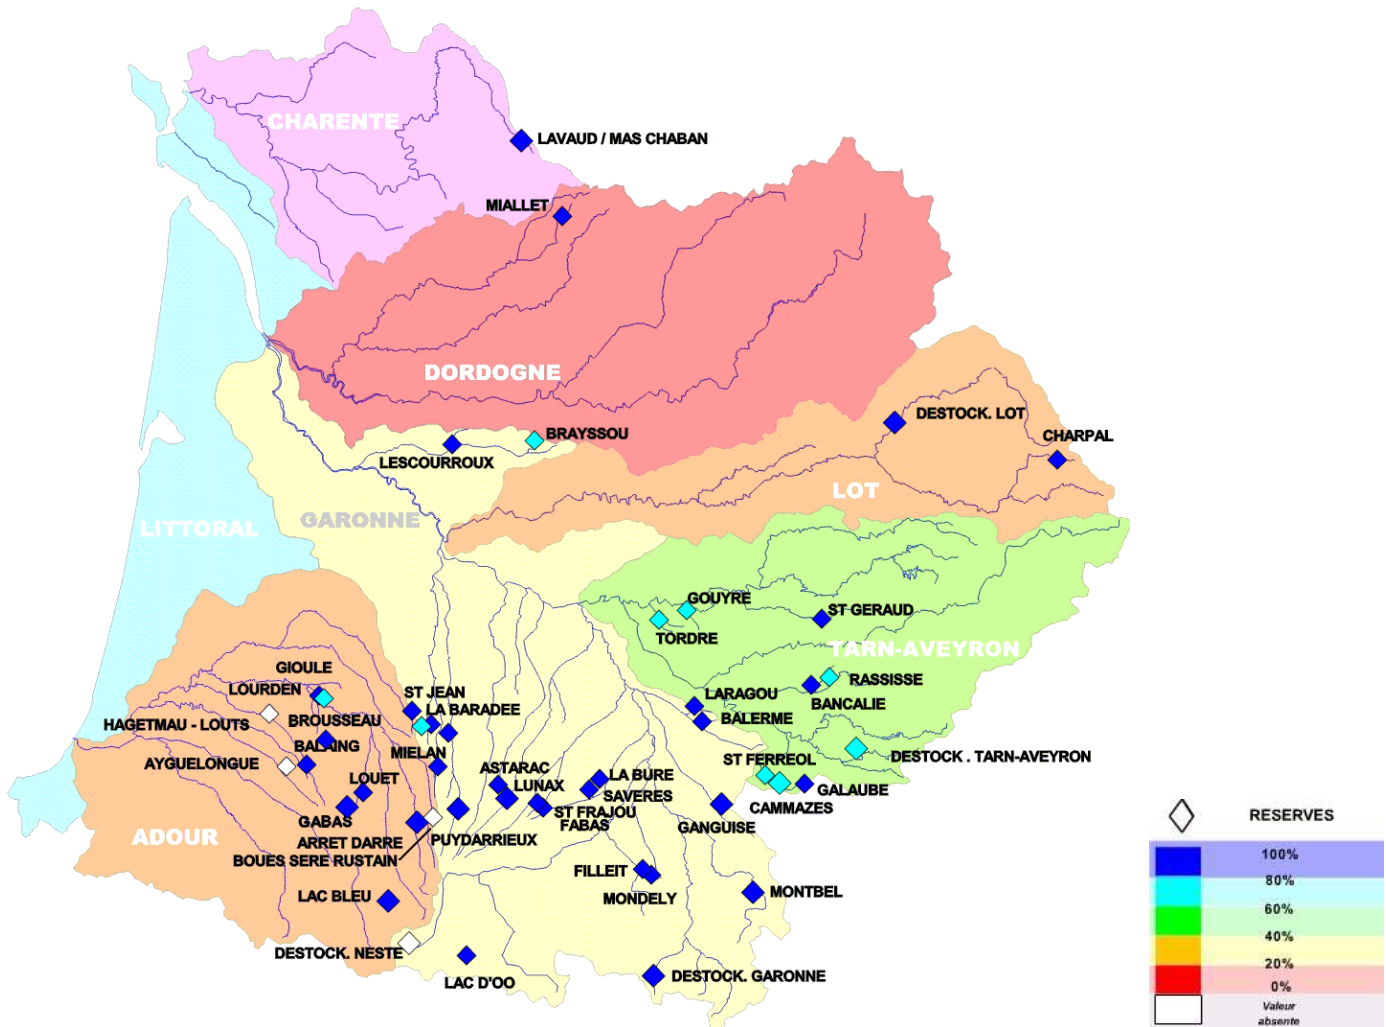 CHARENTE
LAVAUD / MAS CHABAN
MIALLET
DORDOGNE
DESTOCK. LOT
BRAYSSOU
CHARPAL
LESCOURROUX
LOT
GARONNE
LITTORAL
GOUYRE
ST GERAUD
TORDRE
TARN-AVEYRON
GIOULE
RASSISSE
LOURDEN
ST JEAN
LARAGOU
BANCALIE
LA BARADEE
HAGETMAU - LOUTS
BROUSSEAU
BALERME
BALAING
MIELAN
ST FERREOL
DESTOCK . TARN-AVEYRON
AYGUELONGUE
ASTARAC
LOUET
LUNAX
LA BURE
GALAUBE
SAVERES
CAMMAZES
RESERVES
GABAS
ST FRAJOU
FABAS
GANGUISE
ADOUR
ARRET DARRE
PUYDARRIEUX
BOUES SERE RUSTAIN
100%
FILLEIT
80%
LAC BLEU
MONDELY
MONTBEL
60%
40%
DESTOCK. NESTE
20%
LAC D'OO
DESTOCK. GARONNE
0%
Valeur
absente